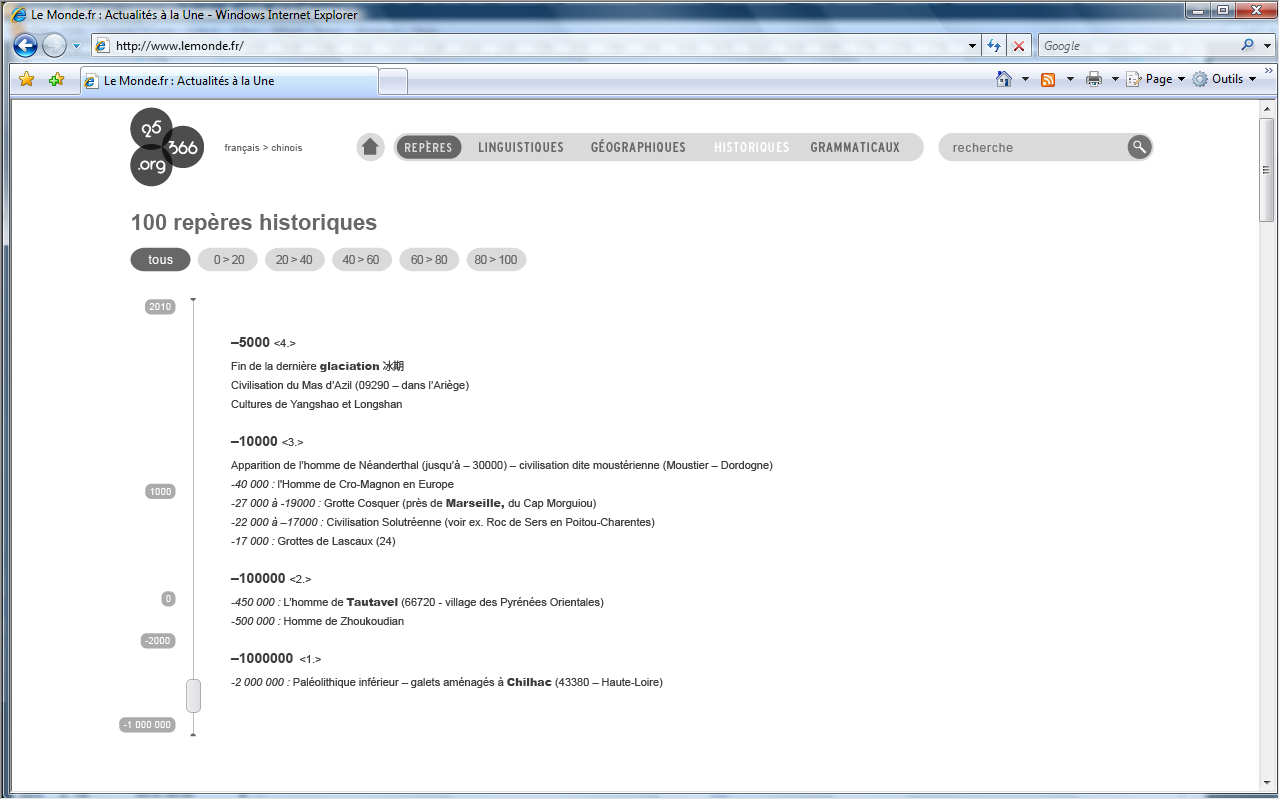 Le Monde.fr : Actualités à la Une - Windows Internet Explorer
http://www.lemonde.fr/
Google
Le Monde.fr : Actualités à la Une
Page
Outils
95
366
.org
français > chinois
REPÈRES
LINGUISTIQUES
GÉOGRAPHIQUES
HISTORIQUES
GRAMMATICAUX
recherche
100 repères historiques
tous
0 > 20
20 > 40
40 > 60
60 > 80
80 > 100
2010
–5000 <4.>
Fin de la dernière glaciation 冰期
Civilisation du Mas d'Azil (09290 – dans l'Ariège)
Cultures de Yangshao et Longshan
–10000 <3.>
Apparition de l'homme de Néanderthal (jusqu'à – 30000) – civilisation dite moustérienne (Moustier – Dordogne)
-40 000 : l'Homme de Cro-Magnon en Europe
1000
-27 000 à -19000 : Grotte Cosquer (près de Marseille, du Cap Morguiou)
-22 000 à –17000 : Civilisation Solutréenne (voir ex. Roc de Sers en Poitou-Charentes)
-17 000 : Grottes de Lascaux (24)
–100000 <2.>
0
-450 000 : L'homme de Tautavel (66720 - village des Pyrénées Orientales)
-500 000 : Homme de Zhoukoudian
-2000
–1000000 <1.>
-2 000 000 : Paléolithique inférieur – galets aménagés à Chilhac (43380 – Haute-Loire)
-1 000 000